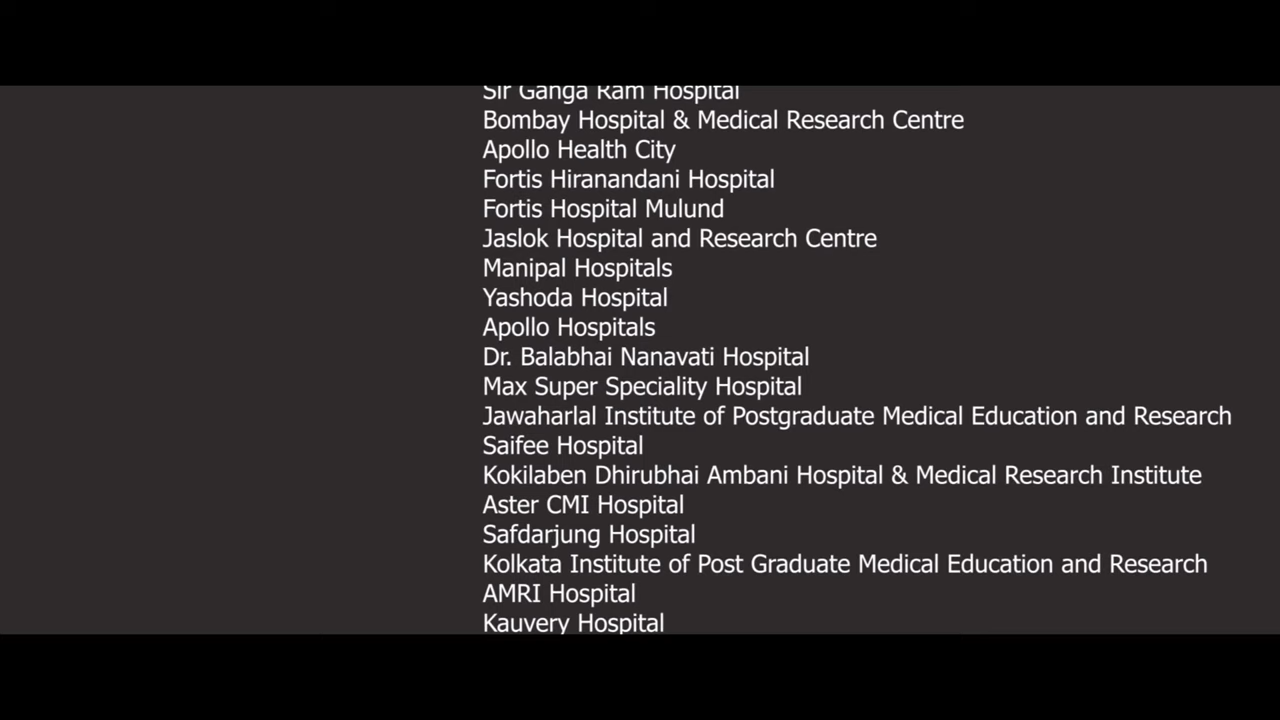 Sir Ganga Ram Hospital
Bombay Hospital & Medical Research Centre
Apollo Health City
Fortis Hiranandani Hospital
Fortis Hospital Mulund
Jaslok Hospital and Research Centre
Manipal Hospitals
Yashoda Hospital
Apollo Hospitals
Dr. Balabhai Nanavati Hospital
Max Super Speciality Hospital
Jawaharlal Institute of Postgraduate Medical Education and Research
Saifee Hospital
Kokilaben Dhirubhai Ambani Hospital & Medical Research Institute
Aster CMI Hospital
Safdarjung Hospital
Kolkata Institute of Post Graduate Medical Education and Research
AMRI Hospital
Kauvery Hospital